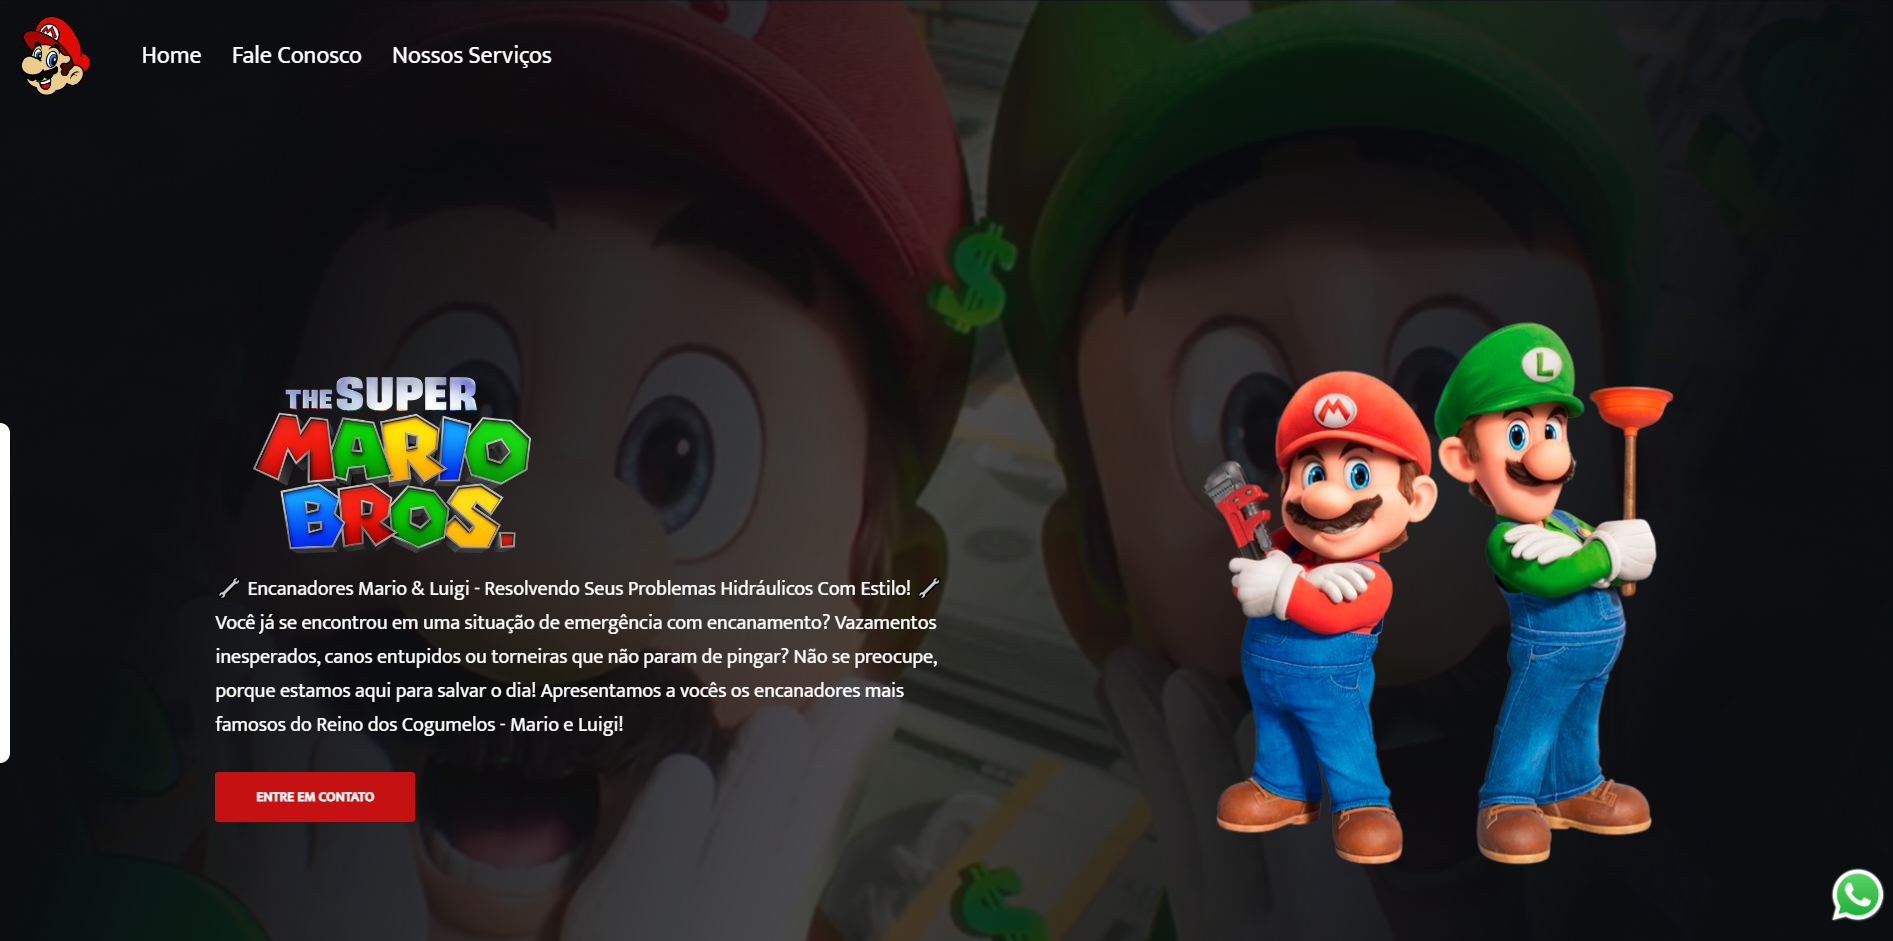 Home Fale Conosco Nossos Serviços
THE SUPER
MARIO
BROS.
Encanadores Mario & Luigi - Resolvendo Seus Problemas Hidráulicos Com Estilo!
Você já se encontrou em uma situação de emergência com encanamento? Vazamentos
inesperados, canos entupidos ou torneiras que não param de pingar? Não se preocupe,
porque estamos aqui para salvar o dia! Apresentamos a vocês os encanadores mais
famosos do Reino dos Cogumelos - Mario e Luigi!
ENTRE EM CONTATO
M
L